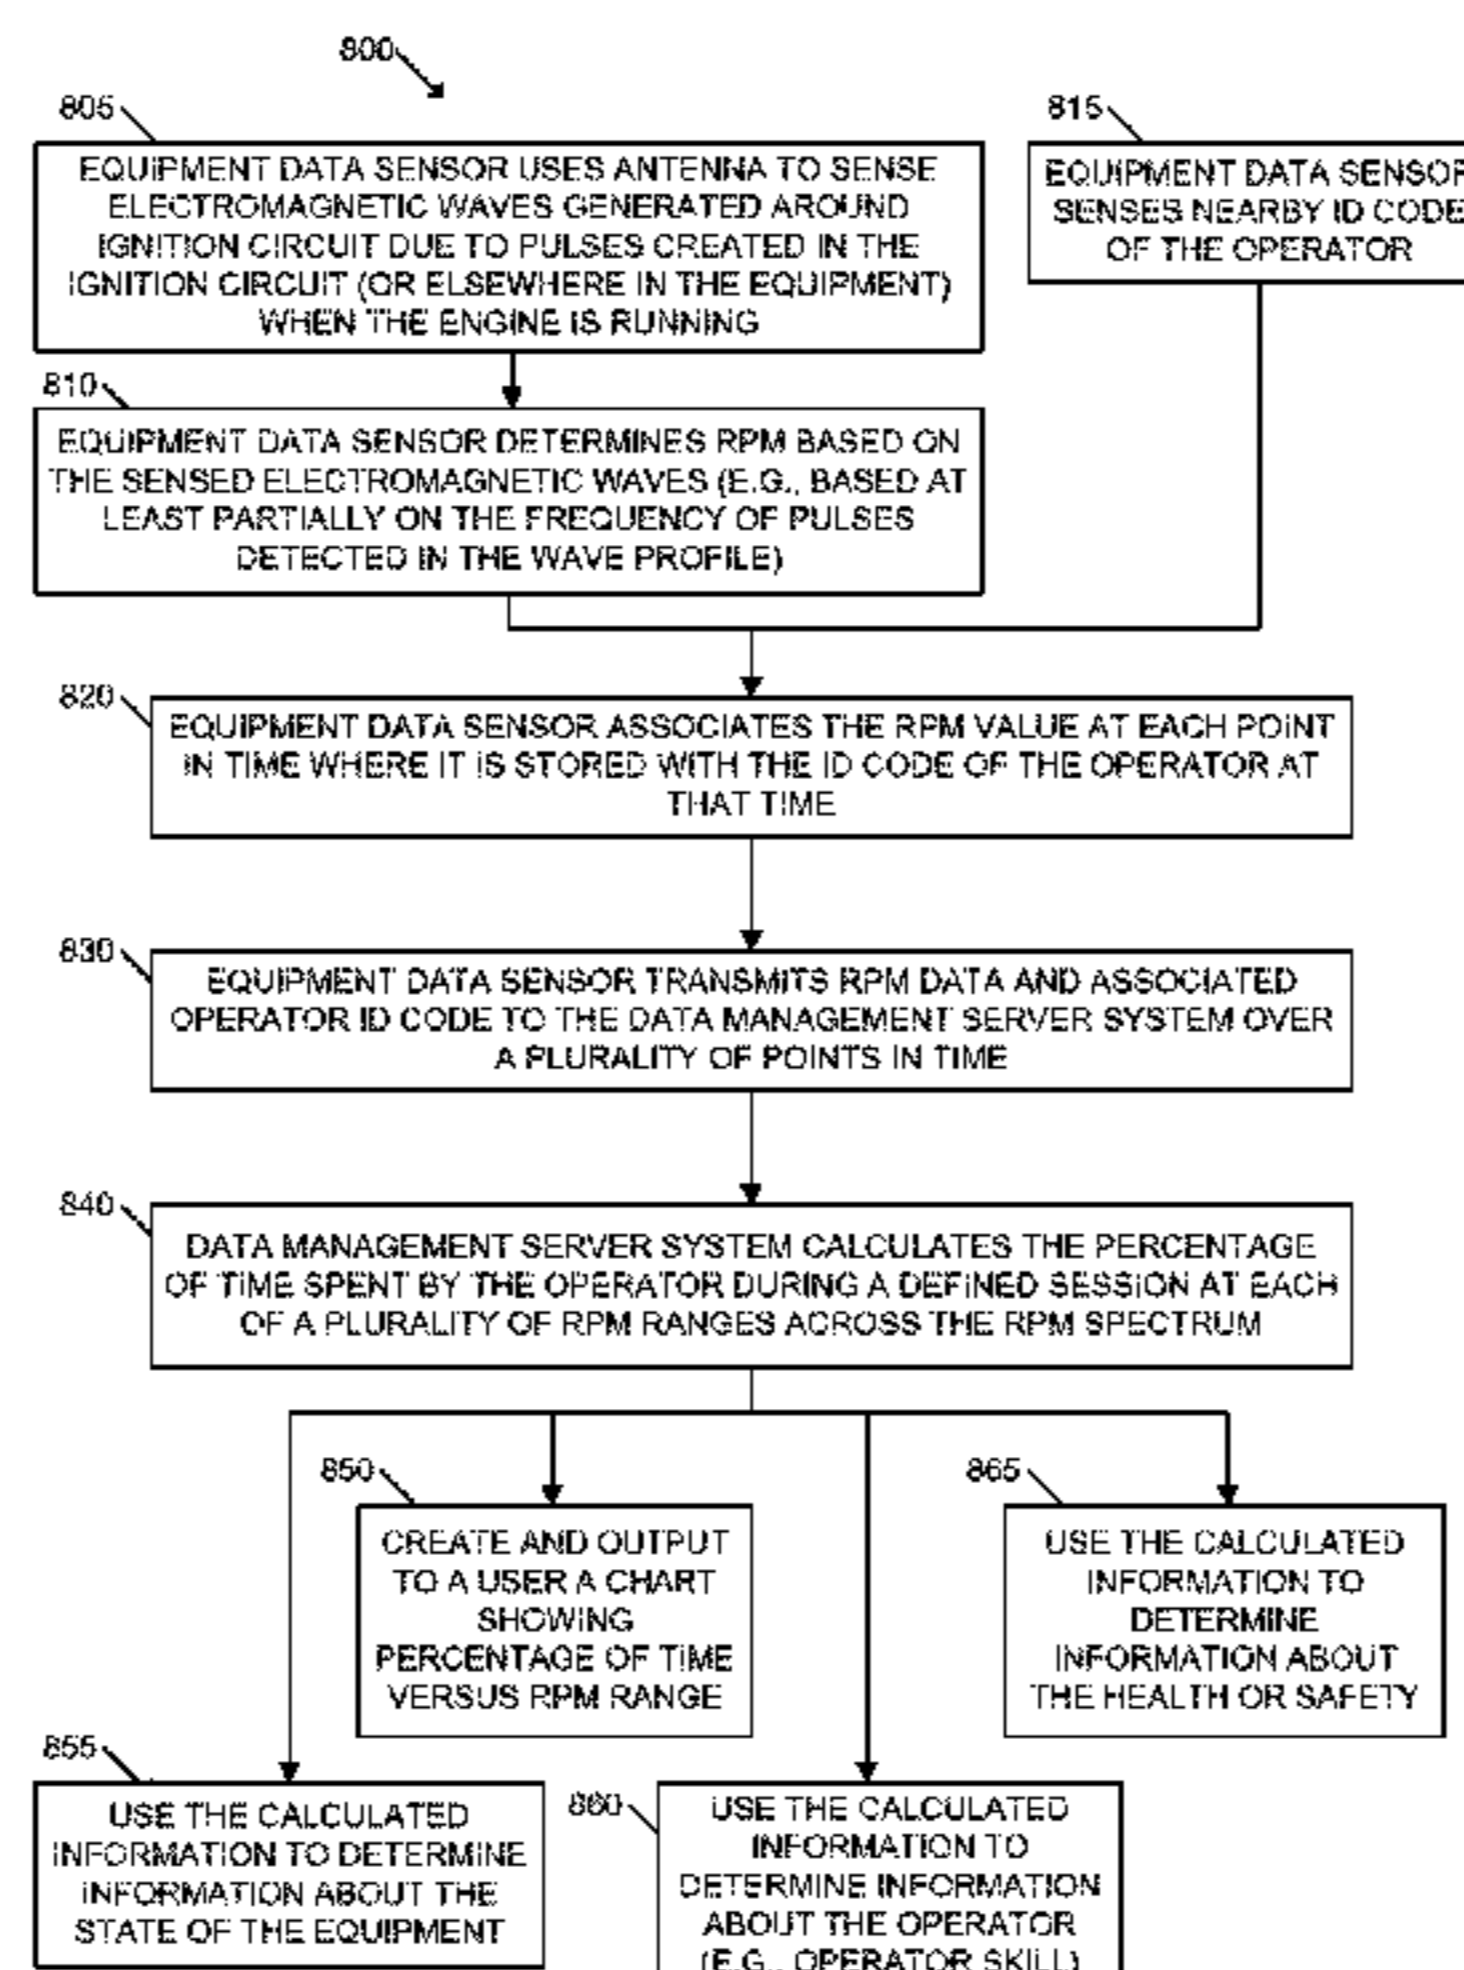 800
805
EQUIPMENT DATA SENSOR USES ANTENNA TO SENSE
ELECTROMAGNETIC WAVES GENERATED AROUND
IGNITION CIRCUIT DUE TO PULSES CREATED IN THE
IGNITION CIRCUIT (OR ELSEWHERE IN THE EQUIPMENT)
WHEN THE ENGINE IS RUNNING
815
EQUIPMENT DATA SENSOR
SENSES NEARBY ID CODE
OF THE OPERATOR
810
EQUIPMENT DATA SENSOR DETERMINES RPM BASED ON
THE SENSED ELECTROMAGNETIC WAVES (E.G., BASED AT
LEAST PARTIALLY ON THE FREQUENCY OF PULSES
DETECTED IN THE WAVE PROFILE)
820
EQUIPMENT DATA SENSOR ASSOCIATES THE RPM VALUE AT EACH POINT
IN TIME WHERE IT IS STORED WITH THE ID CODE OF THE OPERATOR AT
THAT TIME
830
EQUIPMENT DATA SENSOR TRANSMITS RPM DATA AND ASSOCIATED
OPERATOR ID CODE TO THE DATA MANAGEMENT SERVER SYSTEM OVER
A PLURALITY OF POINTS IN TIME
840
DATA MANAGEMENT SERVER SYSTEM CALCULATES THE PERCENTAGE
OF TIME SPENT BY THE OPERATOR DURING A DEFINED SESSION AT EACH
OF A PLURALITY OF RPM RANGES ACROSS THE RPM SPECTRUM
850
CREATE AND OUTPUT
TO A USER A CHART
SHOWING
PERCENTAGE OF TIME
VERSUS RPM RANGE
865
USE THE CALCULATED
INFORMATION TO
DETERMINE
INFORMATION ABOUT
THE HEALTH OR SAFETY
855
USE THE CALCULATED
INFORMATION TO DETERMINE
INFORMATION ABOUT THE
STATE OF THE EQUIPMENT
860
USE THE CALCULATED
INFORMATION TO
DETERMINE INFORMATION
ABOUT THE OPERATOR
(E.G., OPERATOR SKILL)